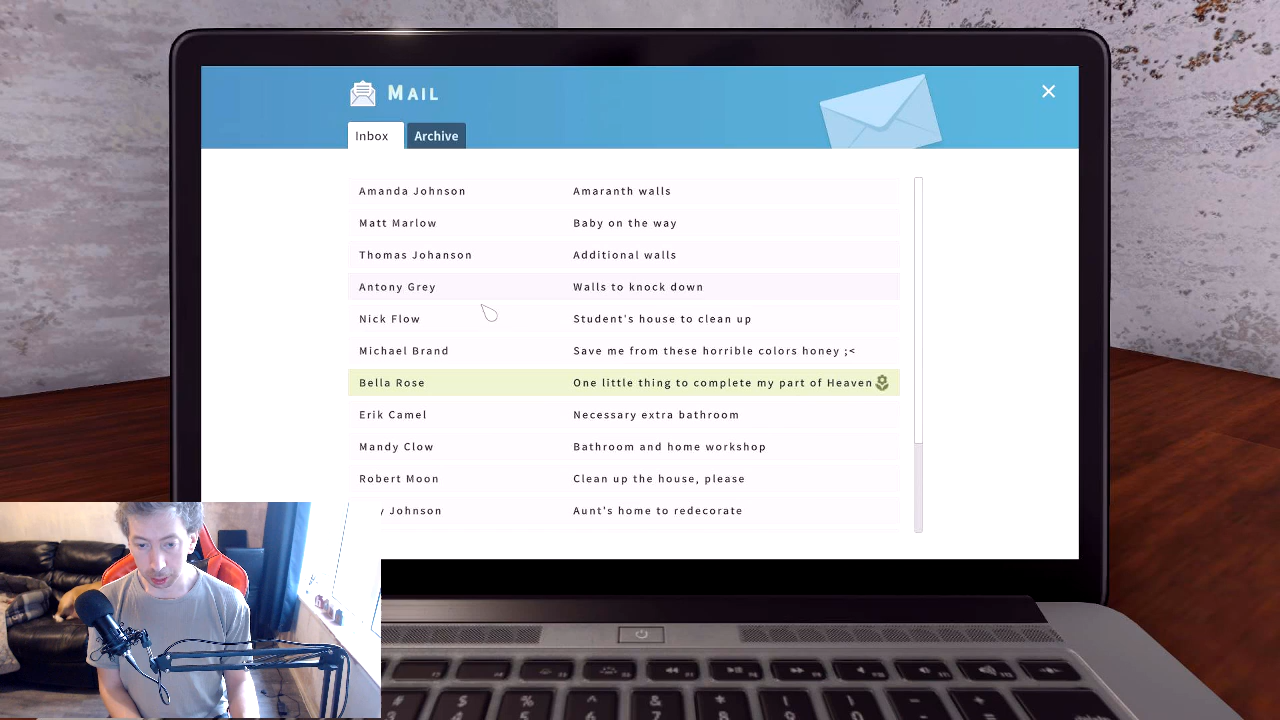 MAIL
Inbox Archive
Amanda Johnson Amaranth walls
Matt Marlow Baby on the way
Thomas Johanson Additional walls
Antony Grey Walls to knock down
Nick Flow Student's house to clean up
Michael Brand Save me from these horrible colors honey ;<
Bella Rose One little thing to complete my part of Heaven
Erik Camel Necessary extra bathroom
Mandy Clow Bathroom and home workshop
Robert Moon Clean up the house, please
Johnson Aunt's home to redecorate